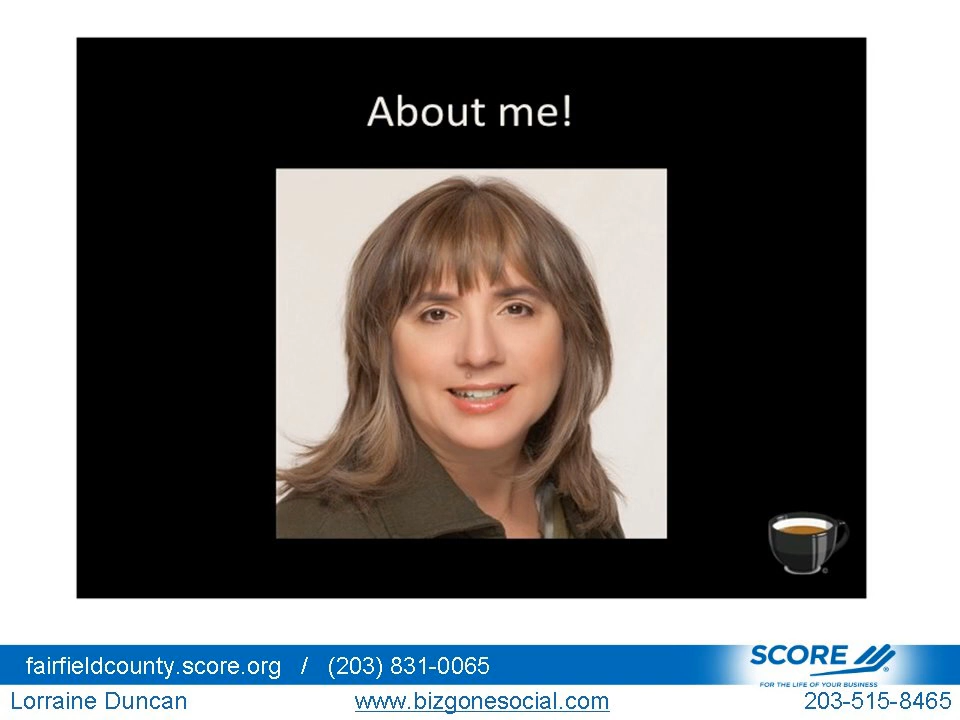 About me!
©
fairfieldcounty.score.org / (203) 831-0065
SCORE ®
FOR THE LIFE OF YOUR BUSINESS
Lorraine Duncan www.bizgonesocial.com 203-515-8465